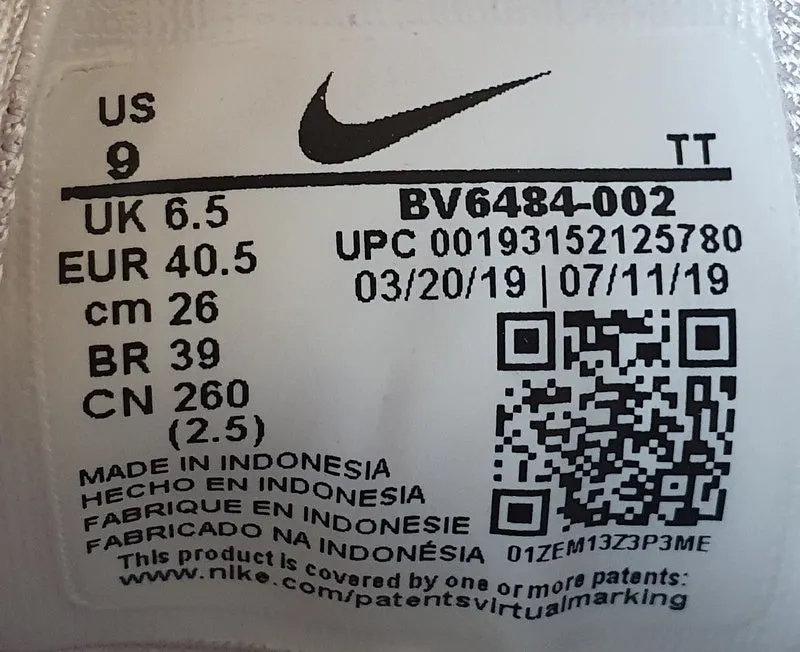 US
9
TT
UK 6.5
EUR 40.5
cm 26
BR 39
CN 260
(2.5)
BV6484-002
UPC 00193152125780
03/20/19 | 07/11/19
MADE IN INDONESIA
HECHO EN INDONESIA
FABRIQUE EN INDONESIE
FABRICADO NA INDONÉSIA
01ZEM13Z3P3ME
This product is covered by one or more patents:
www.nike.com/patentsvirtualmarking